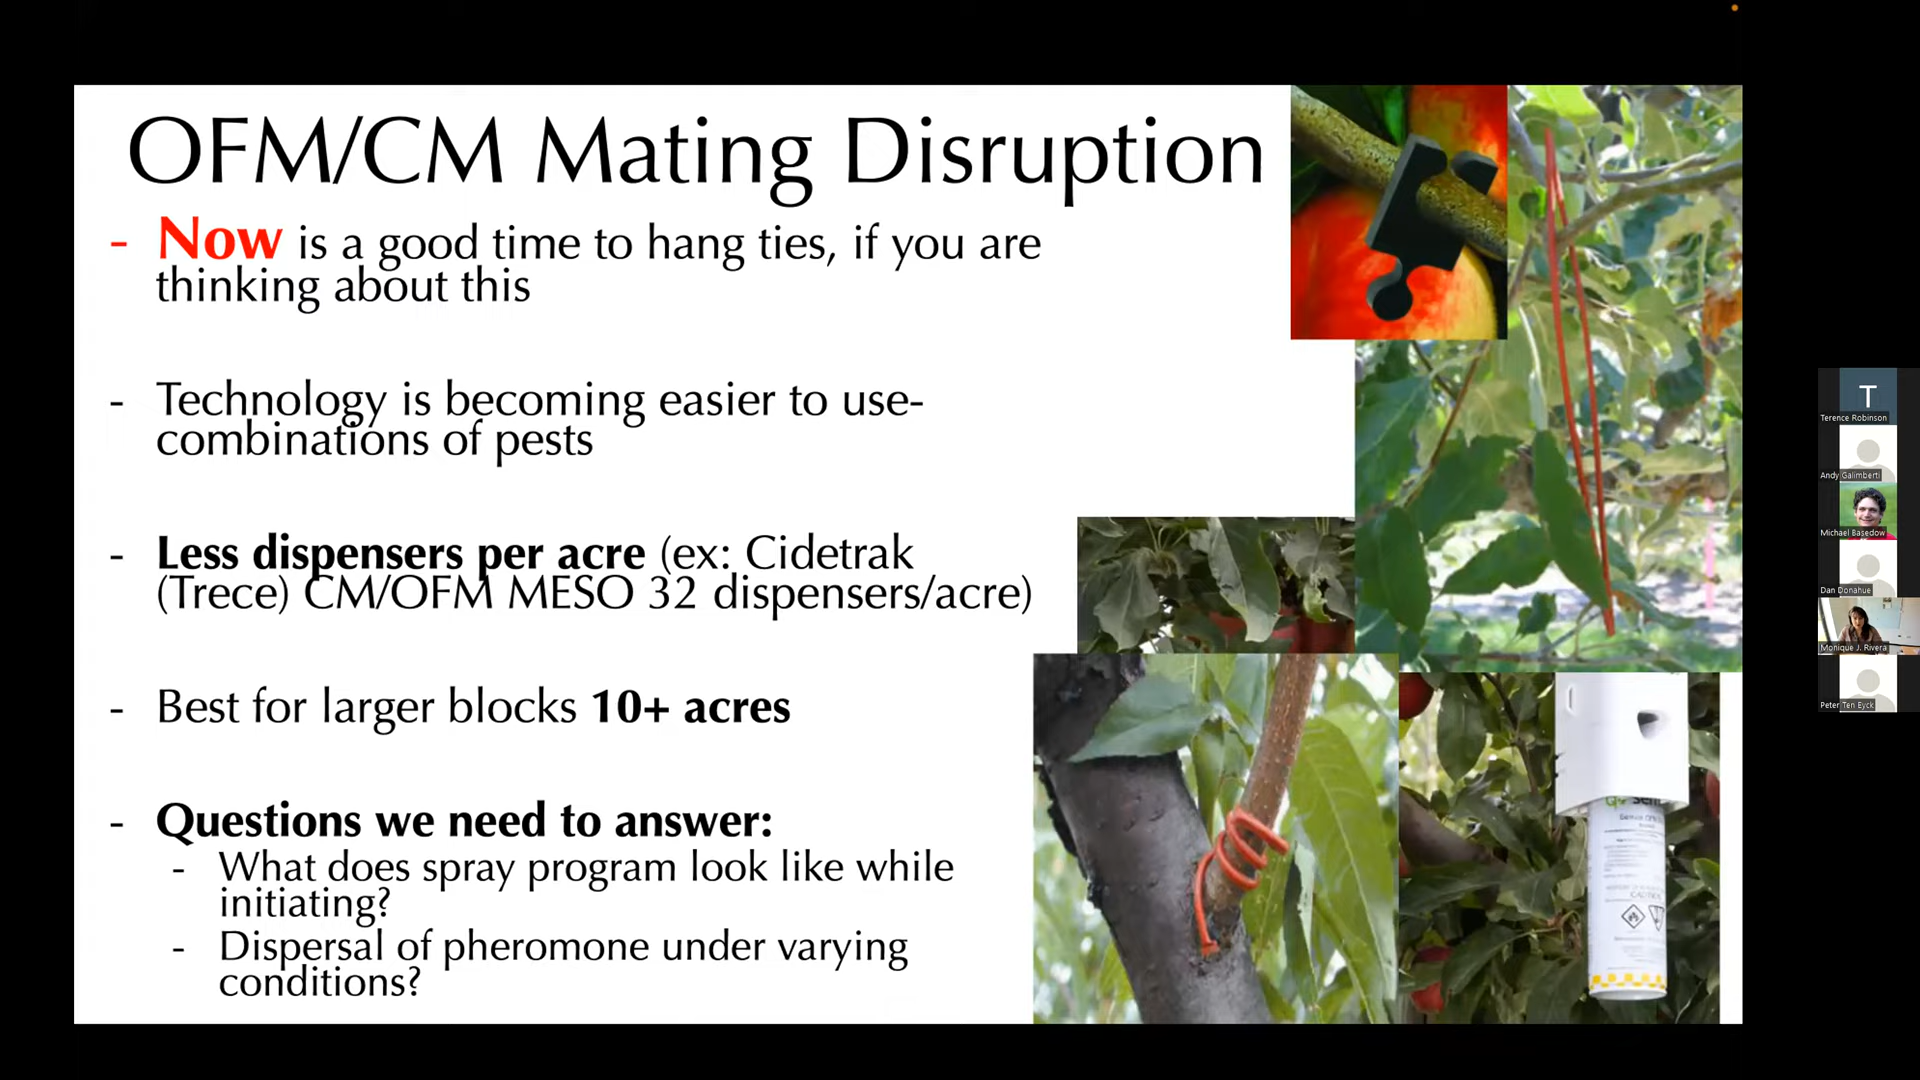 OFM/CM Mating Disruption
- Now is a good time to hang ties, if you are
thinking about this
- Technology is becoming easier to use-
combinations of pests
- Less dispensers per acre (ex: Cidetrak
(Trece) CM/OFM MESO 32 dispensers/acre)
- Best for larger blocks 10+ acres
- Questions we need to answer:
- What does spray program look like while
initiating?
- Dispersal of pheromone under varying
conditions?
CAUTION
T
Terence Robinson
Andy Galimberti
Michael Basedow
Dan Donahue
Monique J. Rivera
Peter Ten Eyck